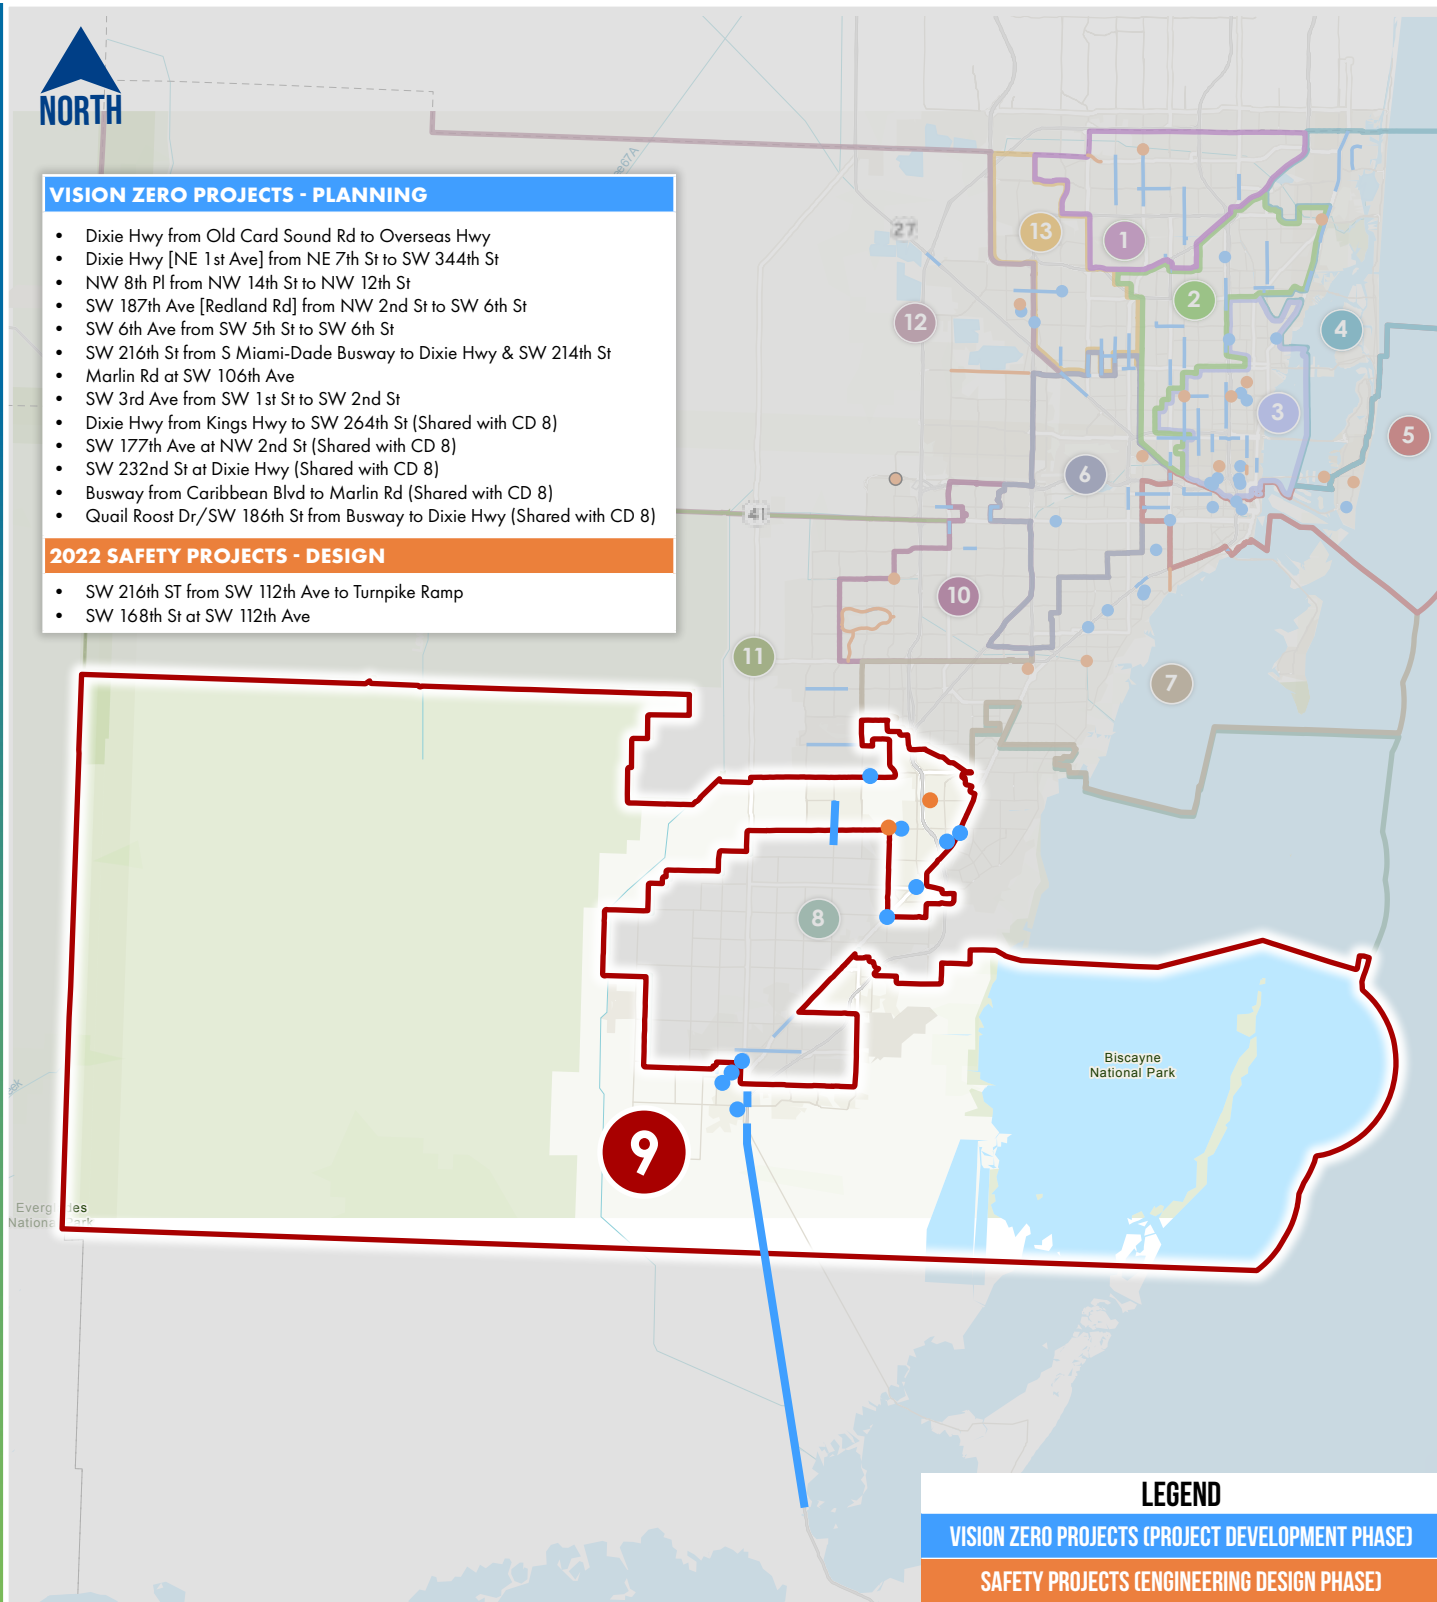 NORTH
VISION ZERO PROJECTS - PLANNING
• Dixie Hwy from Old Card Sound Rd to Overseas Hwy
• Dixie Hwy [NE 1st Ave] from NE 7th St to SW 344th St
• NW 8th Pl from NW 14th St to NW 12th St
• SW 187th Ave [Redland Rd] from NW 2nd St to SW 6th St
• SW 6th Ave from SW 5th St to SW 6th St
• SW 216th St from S Miami-Dade Busway to Dixie Hwy & SW 214th St
• Marlin Rd at SW 106th Ave
• SW 3rd Ave from SW 1st St to SW 2nd St
• Dixie Hwy from Kings Hwy to SW 264th St (Shared with CD 8)
• SW 177th Ave at NW 2nd St (Shared with CD 8)
• SW 232nd St at Dixie Hwy (Shared with CD 8)
• Busway from Caribbean Blvd to Marlin Rd (Shared with CD 8)
• Quail Roost Dr/SW 186th St from Busway to Dixie Hwy (Shared with CD 8)
2022 SAFETY PROJECTS - DESIGN
• SW 216th ST from SW 112th Ave to Turnpike Ramp
• SW 168th St at SW 112th Ave
27
13
1
2
12
4
3
5
6
41
10
11
7
8
Biscayne
National Park
9
Everglades
National Park
LEGEND
VISION ZERO PROJECTS (PROJECT DEVELOPMENT PHASE)
SAFETY PROJECTS (ENGINEERING DESIGN PHASE)